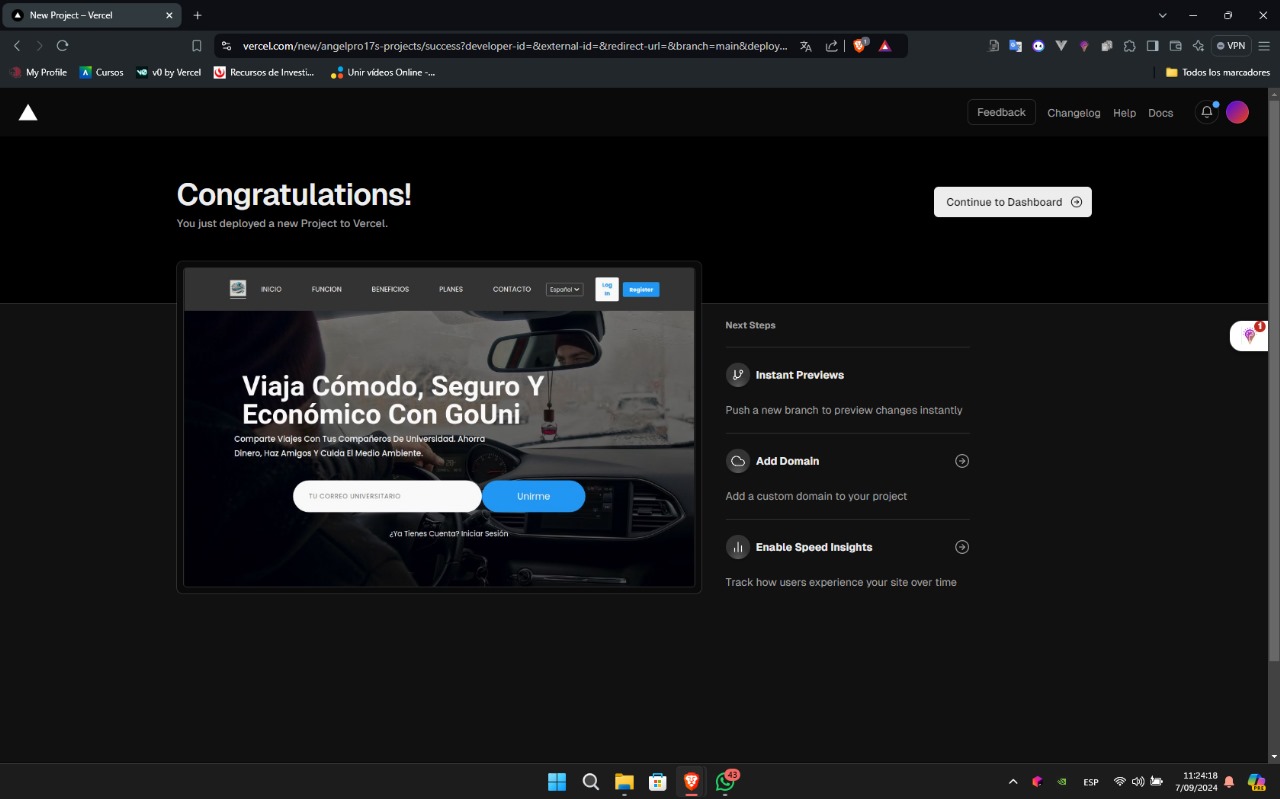 New Project – Vercel
vercel.com/new/angelpro17s-projects/success?developer-id=&external-id=&redirect-url=&branch=main&deploy...
1
VPN
My Profile
Cursos
v0 by Vercel
Recursos de Investi...
Unir vídeos Online -...
Todos los marcadores
Feedback
Changelog
Help
Docs
Congratulations!
You just deployed a new Project to Vercel.
Continue to Dashboard
INICIO
FUNCION
BENEFICIOS
PLANES
CONTACTO
Español
Log
In
Register
Viaja Cómodo, Seguro Y
Económico Con GoUni
Comparte Viajes Con Tus Compañeros De Universidad. Ahorra
Dinero, Haz Amigos Y Cuida El Medio Ambiente.
TU CORREO UNIVERSITARIO
Unirme
¿Ya Tienes Cuenta? Iniciar Sesión
Next Steps
Instant Previews
Push a new branch to preview changes instantly
Add Domain
Add a custom domain to your project
Enable Speed Insights
Track how users experience your site over time
1
43
ESP
11:24:18
7/09/2024
PRE